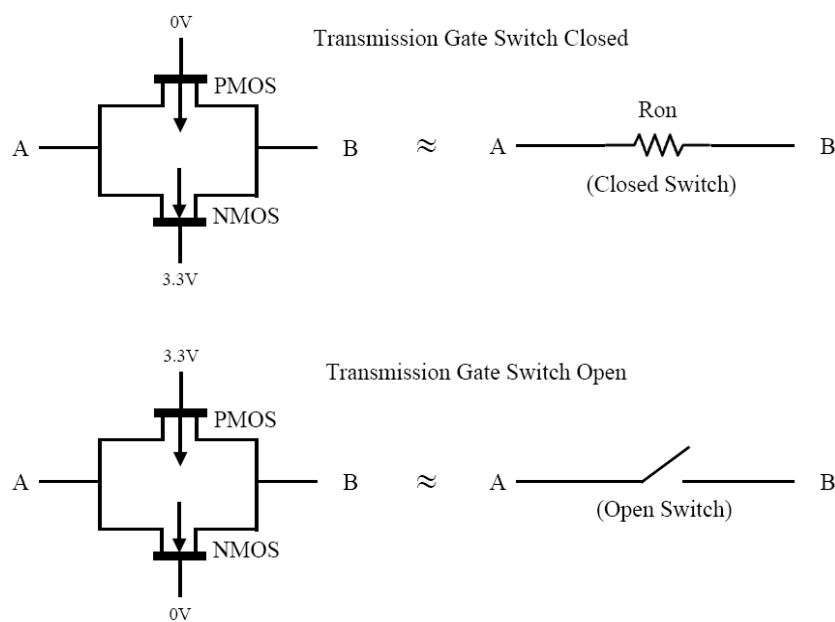 0V
Transmission Gate Switch Closed
PMOS
Ron
A B ≈ A B
(Closed Switch)
NMOS
3.3V
3.3V
Transmission Gate Switch Open
PMOS
A B ≈ A B
(Open Switch)
NMOS
0V